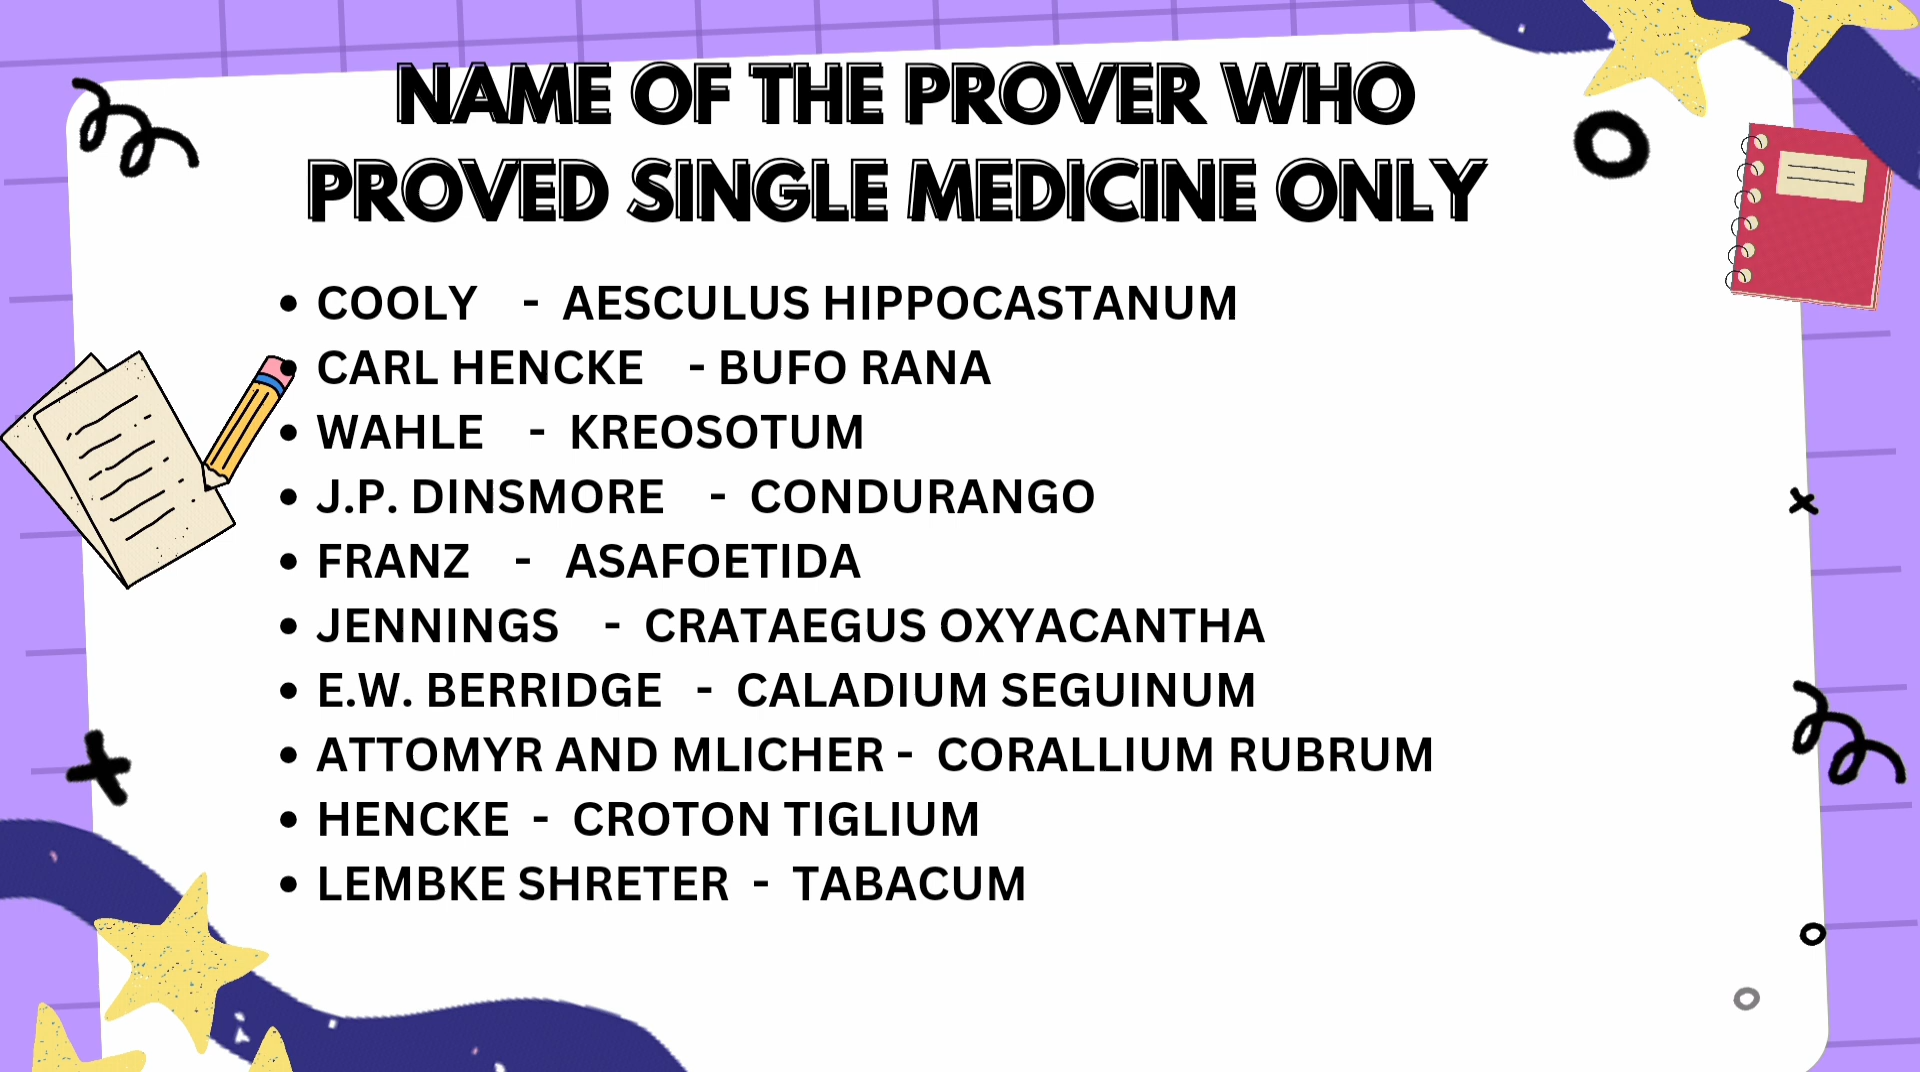 NAME OF THE PROVER WHO
PROVED SINGLE MEDICINE ONLY
• COOLY - AESCULUS HIPPOCASTANUM
• CARL HENCKE - BUFO RANA
• WAHLE - KREOSOTUM
• J.P. DINSMORE - CONDURANGO
• FRANZ - ASAFOETIDA
• JENNINGS - CRATAEGUS OXYACANTHA
• E.W. BERRIDGE - CALADIUM SEGUINUM
• ATTOMYR AND MLICHER - CORALLIUM RUBRUM
• HENCKE - CROTON TIGLIUM
• LEMBKE SHRETER - TABACUM